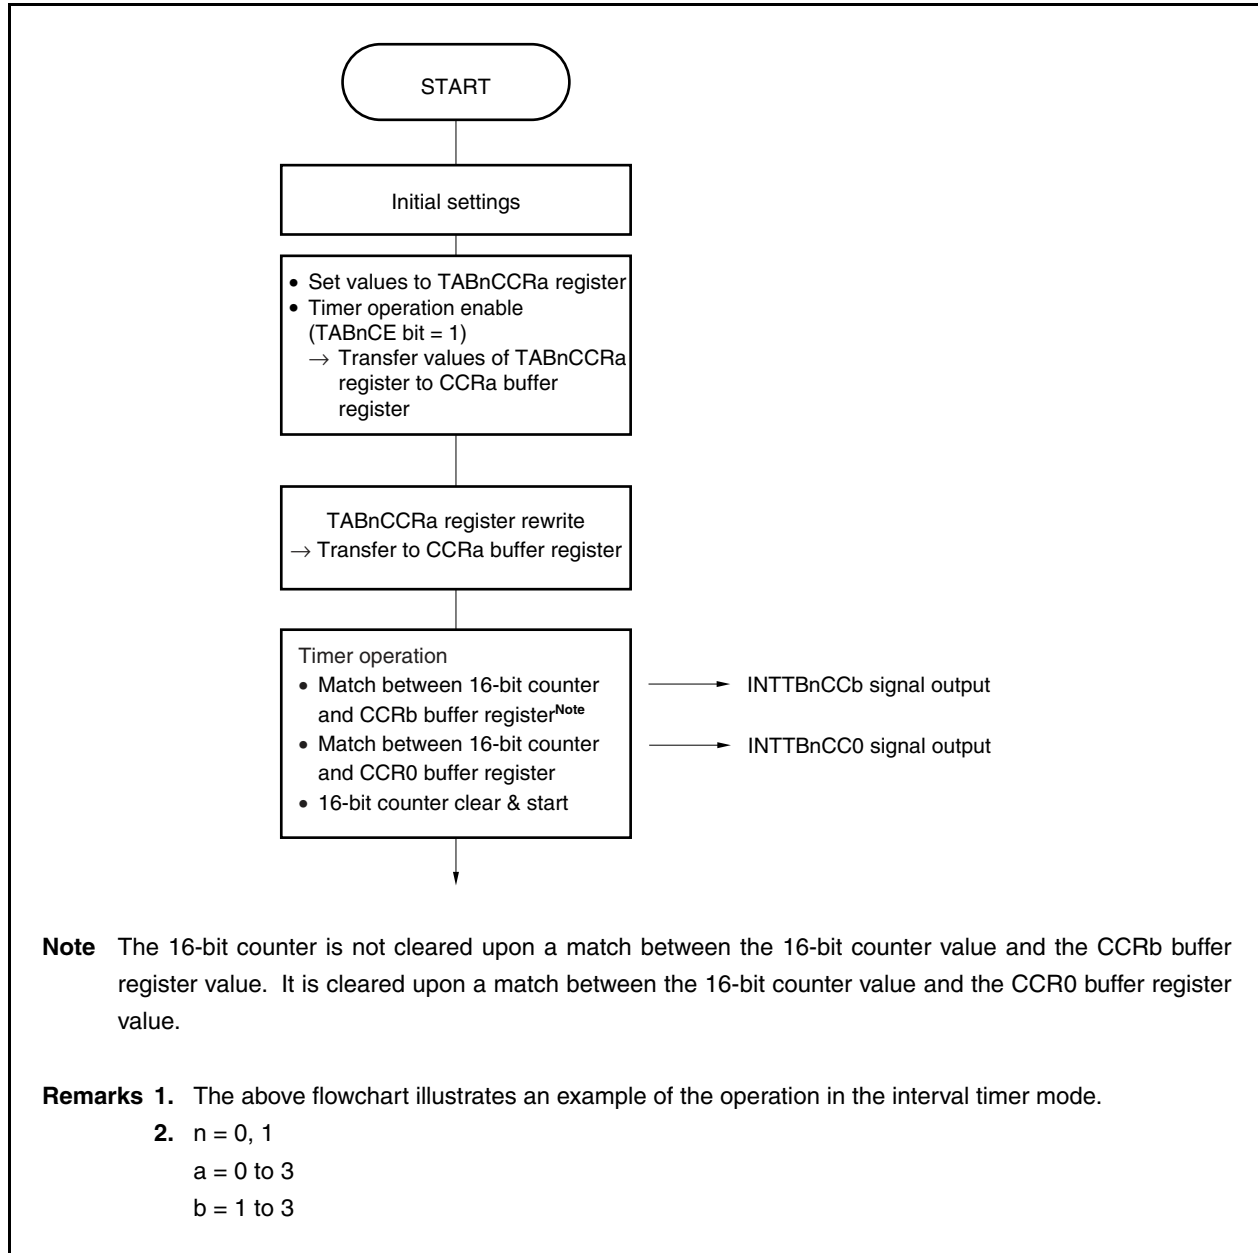 START
Initial settings
• Set values to TABnCCRa register
• Timer operation enable
(TABnCE bit = 1)
→ Transfer values of TABnCCRa
register to CCRa buffer
register
TABnCCRa register rewrite
→ Transfer to CCRa buffer register
Timer operation
• Match between 16-bit counter
and CCRb buffer registerNote
• Match between 16-bit counter
and CCR0 buffer register
• 16-bit counter clear & start
INTTBnCCb signal output
INTTBnCC0 signal output
Note The 16-bit counter is not cleared upon a match between the 16-bit counter value and the CCRb buffer
register value. It is cleared upon a match between the 16-bit counter value and the CCR0 buffer register
value.
Remarks 1. The above flowchart illustrates an example of the operation in the interval timer mode.
2. n = 0, 1
a = 0 to 3
b = 1 to 3